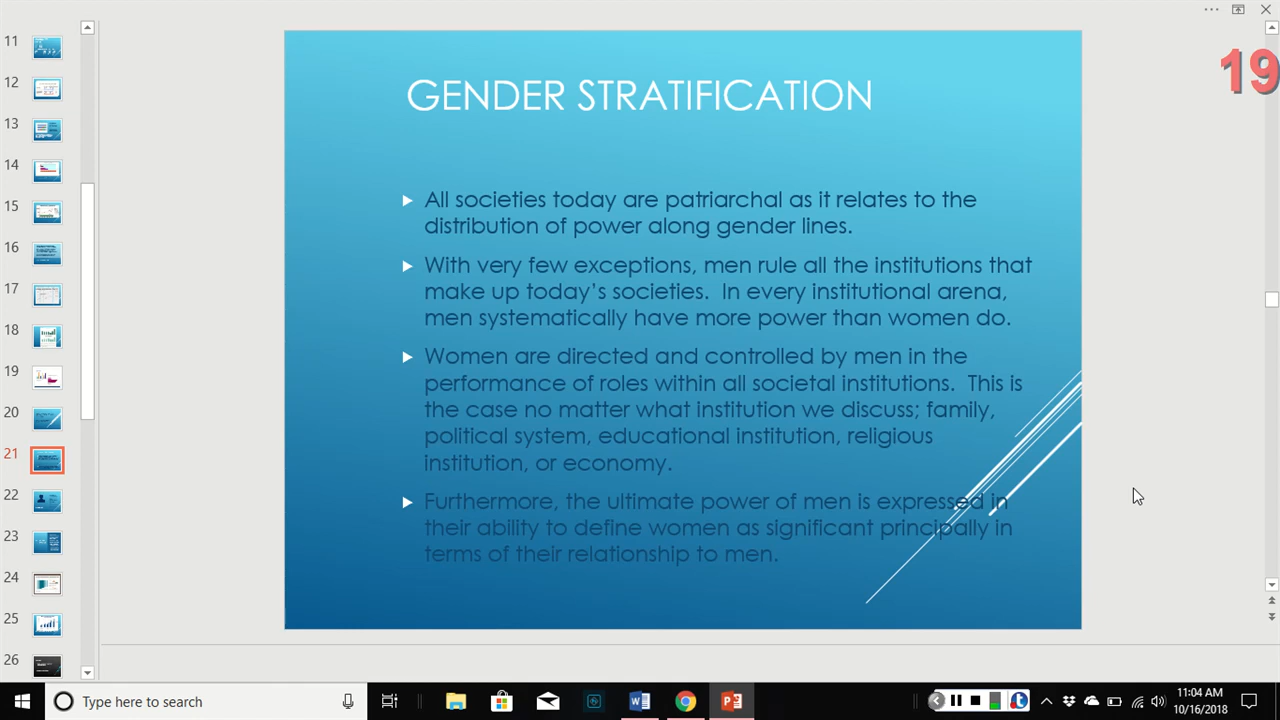 19
11
12
13
14
15
16
17
18
19
20
21
22
23
24
25
26
GENDER STRATIFICATION
All societies today are patriarchal as it relates to the
distribution of power along gender lines.
With very few exceptions, men rule all the institutions that
make up today’s societies.  In every institutional arena,
men systematically have more power than women do.
Women are directed and controlled by men in the
performance of roles within all societal institutions.  This is
the case no matter what institution we discuss; family,
political system, educational institution, religious
institution, or economy.
Furthermore, the ultimate power of men is expressed in
their ability to define women as significant principally in
terms of their relationship to men.
Type here to search
11:04 AM
10/16/2018